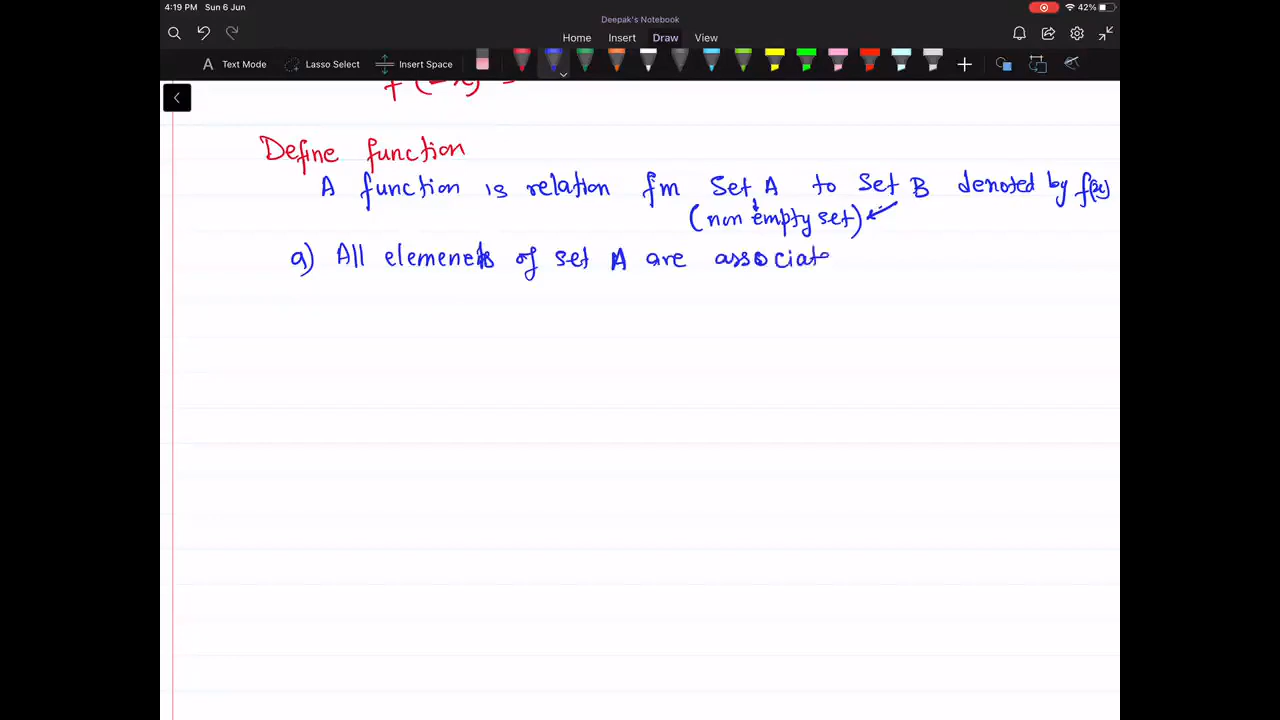 4:19 PM Sun 6 Jun
42%
Deepak's Notebook
Home Insert Draw View
A Text Mode Lasso Select Insert Space
f(-x) =
Define function
A function is relation fm Set A to Set B denoted by f(x)
(non empty set)
a) All elemenets of set A are associate